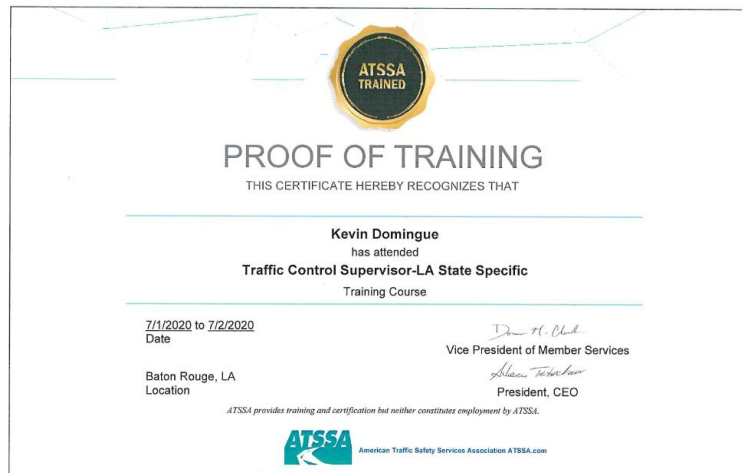 ATSSA
TRAINED
PROOF OF TRAINING
THIS CERTIFICATE HEREBY RECOGNIZES THAT
Kevin Domingue
has attended
Traffic Control Supervisor-LA State Specific
Training Course
7/1/2020 to 7/2/2020
Date
Vice President of Member Services
Baton Rouge, LA
Location
President, CEO
ATSSA provides training and certification but neither constitutes employment by ATSSA.
ATSSA
American Traffic Safety Services Association ATSSA.com